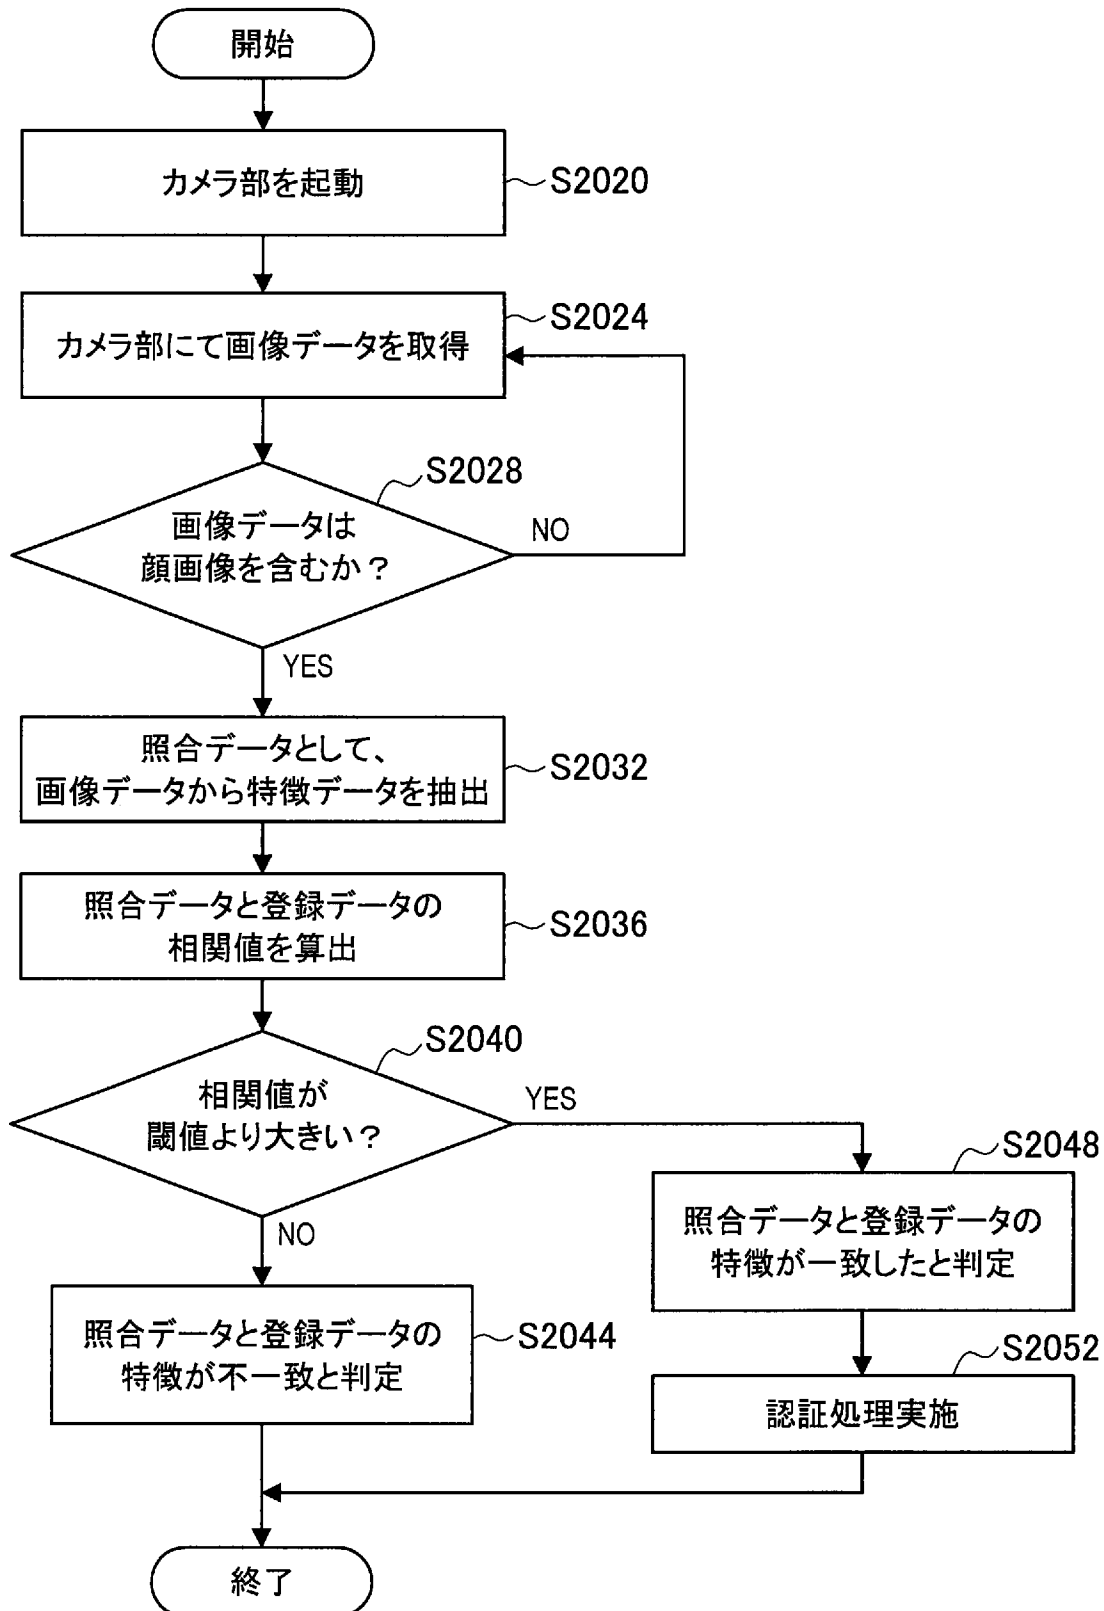 開始
カメラ部を起動
S2020
カメラ部にて画像データを取得
S2024
画像データは
顔画像を含むか？
S2028
NO
YES
照合データとして、
画像データから特徴データを抽出
S2032
照合データと登録データの
相関値を算出
S2036
相関値が
閾値より大きい？
S2040
YES
NO
照合データと登録データの
特徴が一致したと判定
S2048
照合データと登録データの
特徴が不一致と判定
S2044
認証処理実施
S2052
終了